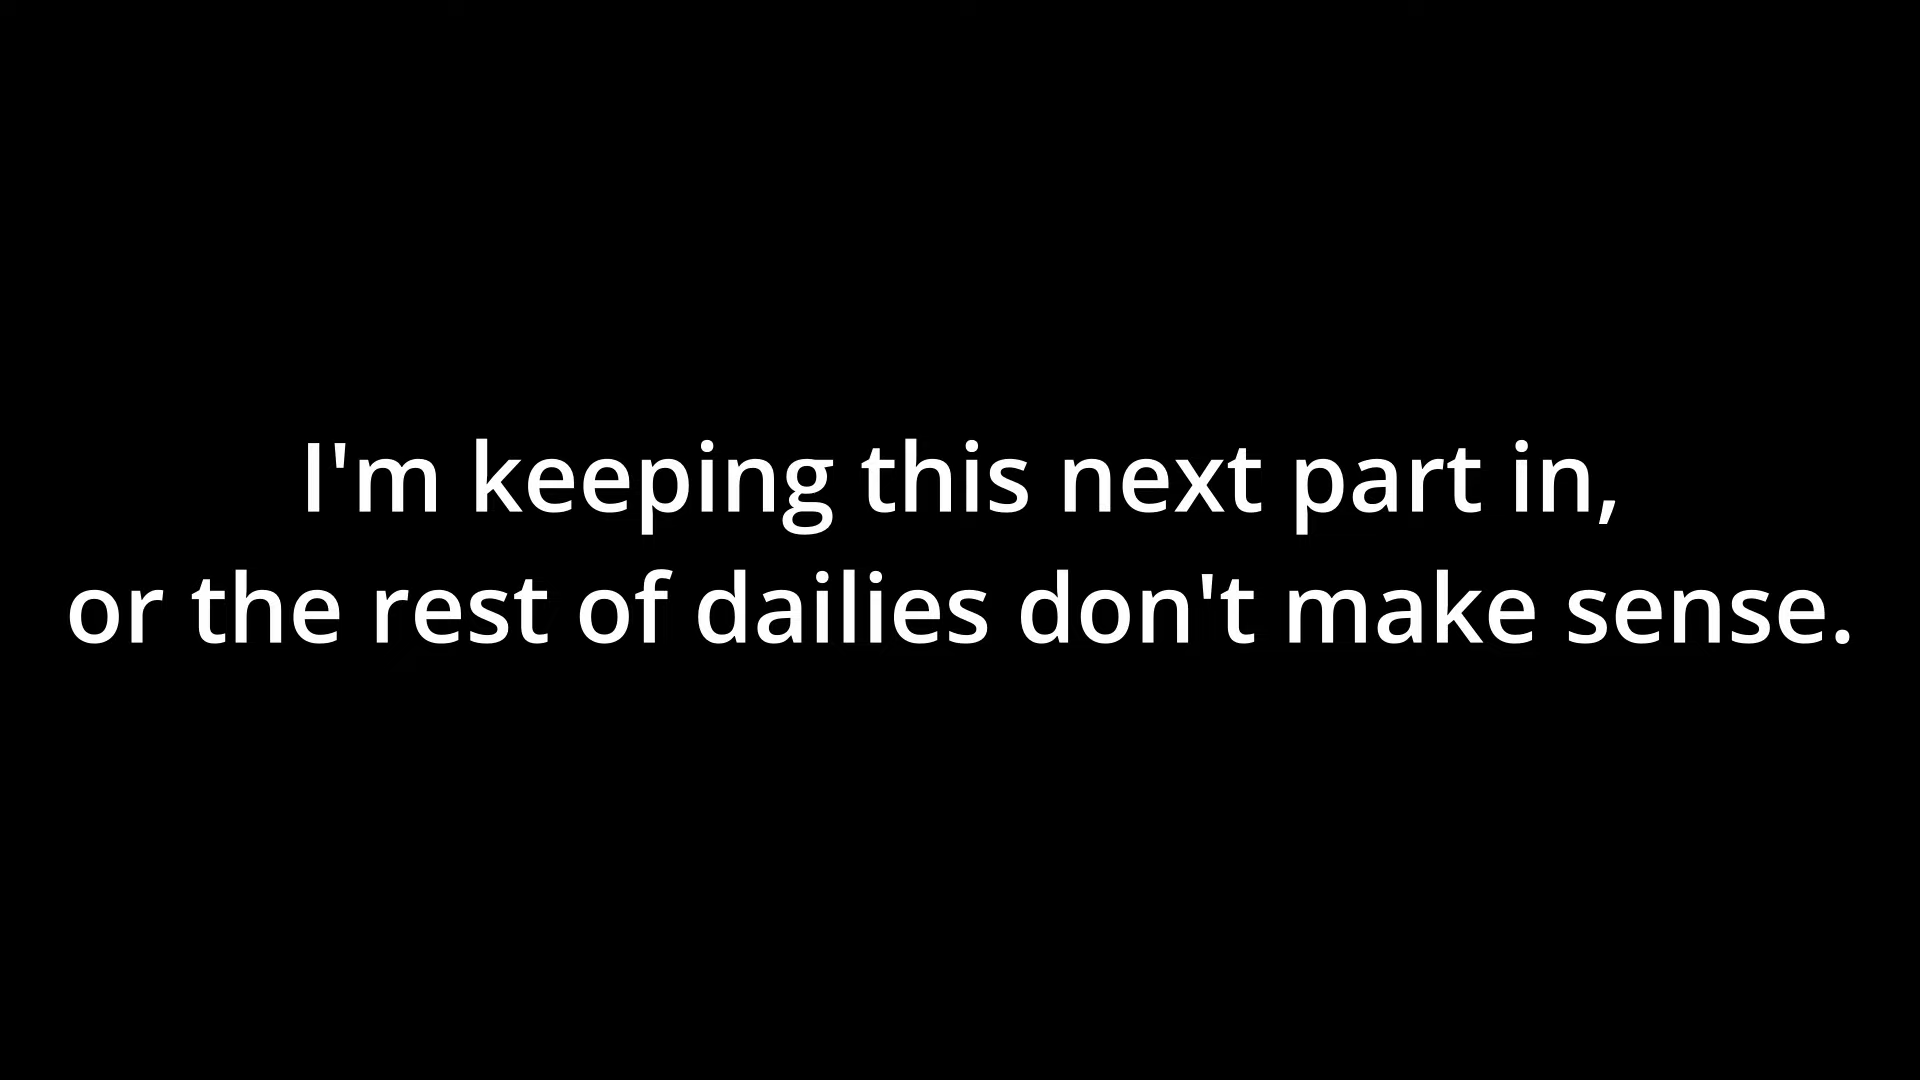 I'm keeping this next part in,
or the rest of dailies don't make sense.